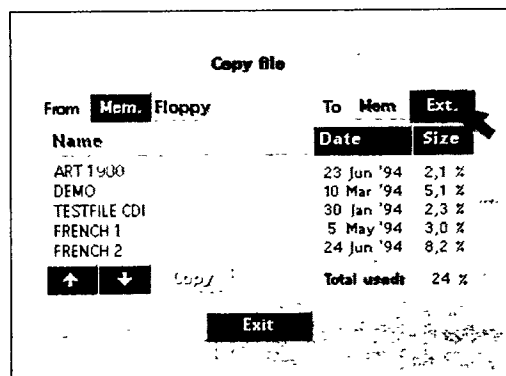 Copy file
From Mem. Floppy To Mem Ext.
Name Date Size
ART 1900 23 Jun '94 2,1 %
DEMO 10 Mar '94 5,1 %
TESTFILE CDI 30 Jan '94 2,3 %
FRENCH 1 5 May '94 3,0 %
FRENCH 2 24 Jun '94 8,2 %
Copy Total used: 24 %
Exit